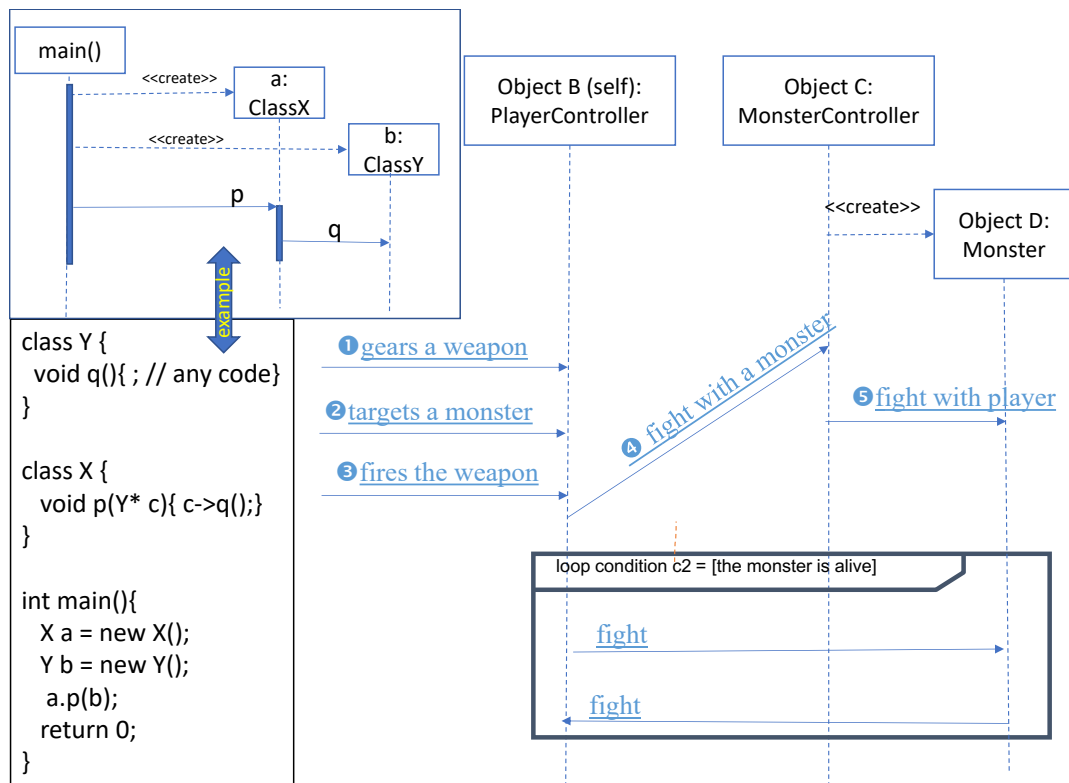 main()
<<create>>
a:
ClassX
<<create>>
b:
ClassY
p
q
example
class Y {
void q(){ ; // any code}
}
class X {
void p(Y* c){ c->q();}
}
int main(){
X a = new X();
Y b = new Y();
a.p(b);
return 0;
}
Object B (self):
PlayerController
Object C:
MonsterController
<<create>>
Object D:
Monster
❶gears a weapon
❷targets a monster
❸fires the weapon
❹ fight with a monster
❺fight with player
loop condition c2 = [the monster is alive]
fight
fight